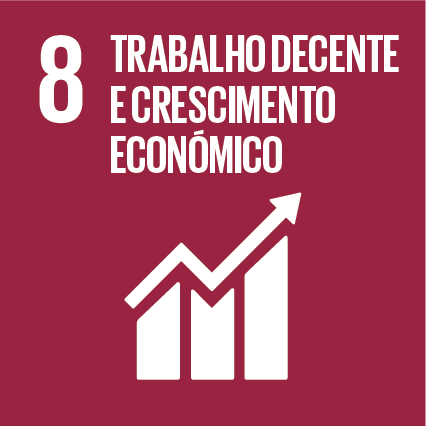 8 TRABALHO DECENTE
E CRESCIMENTO
ECONÓMICO